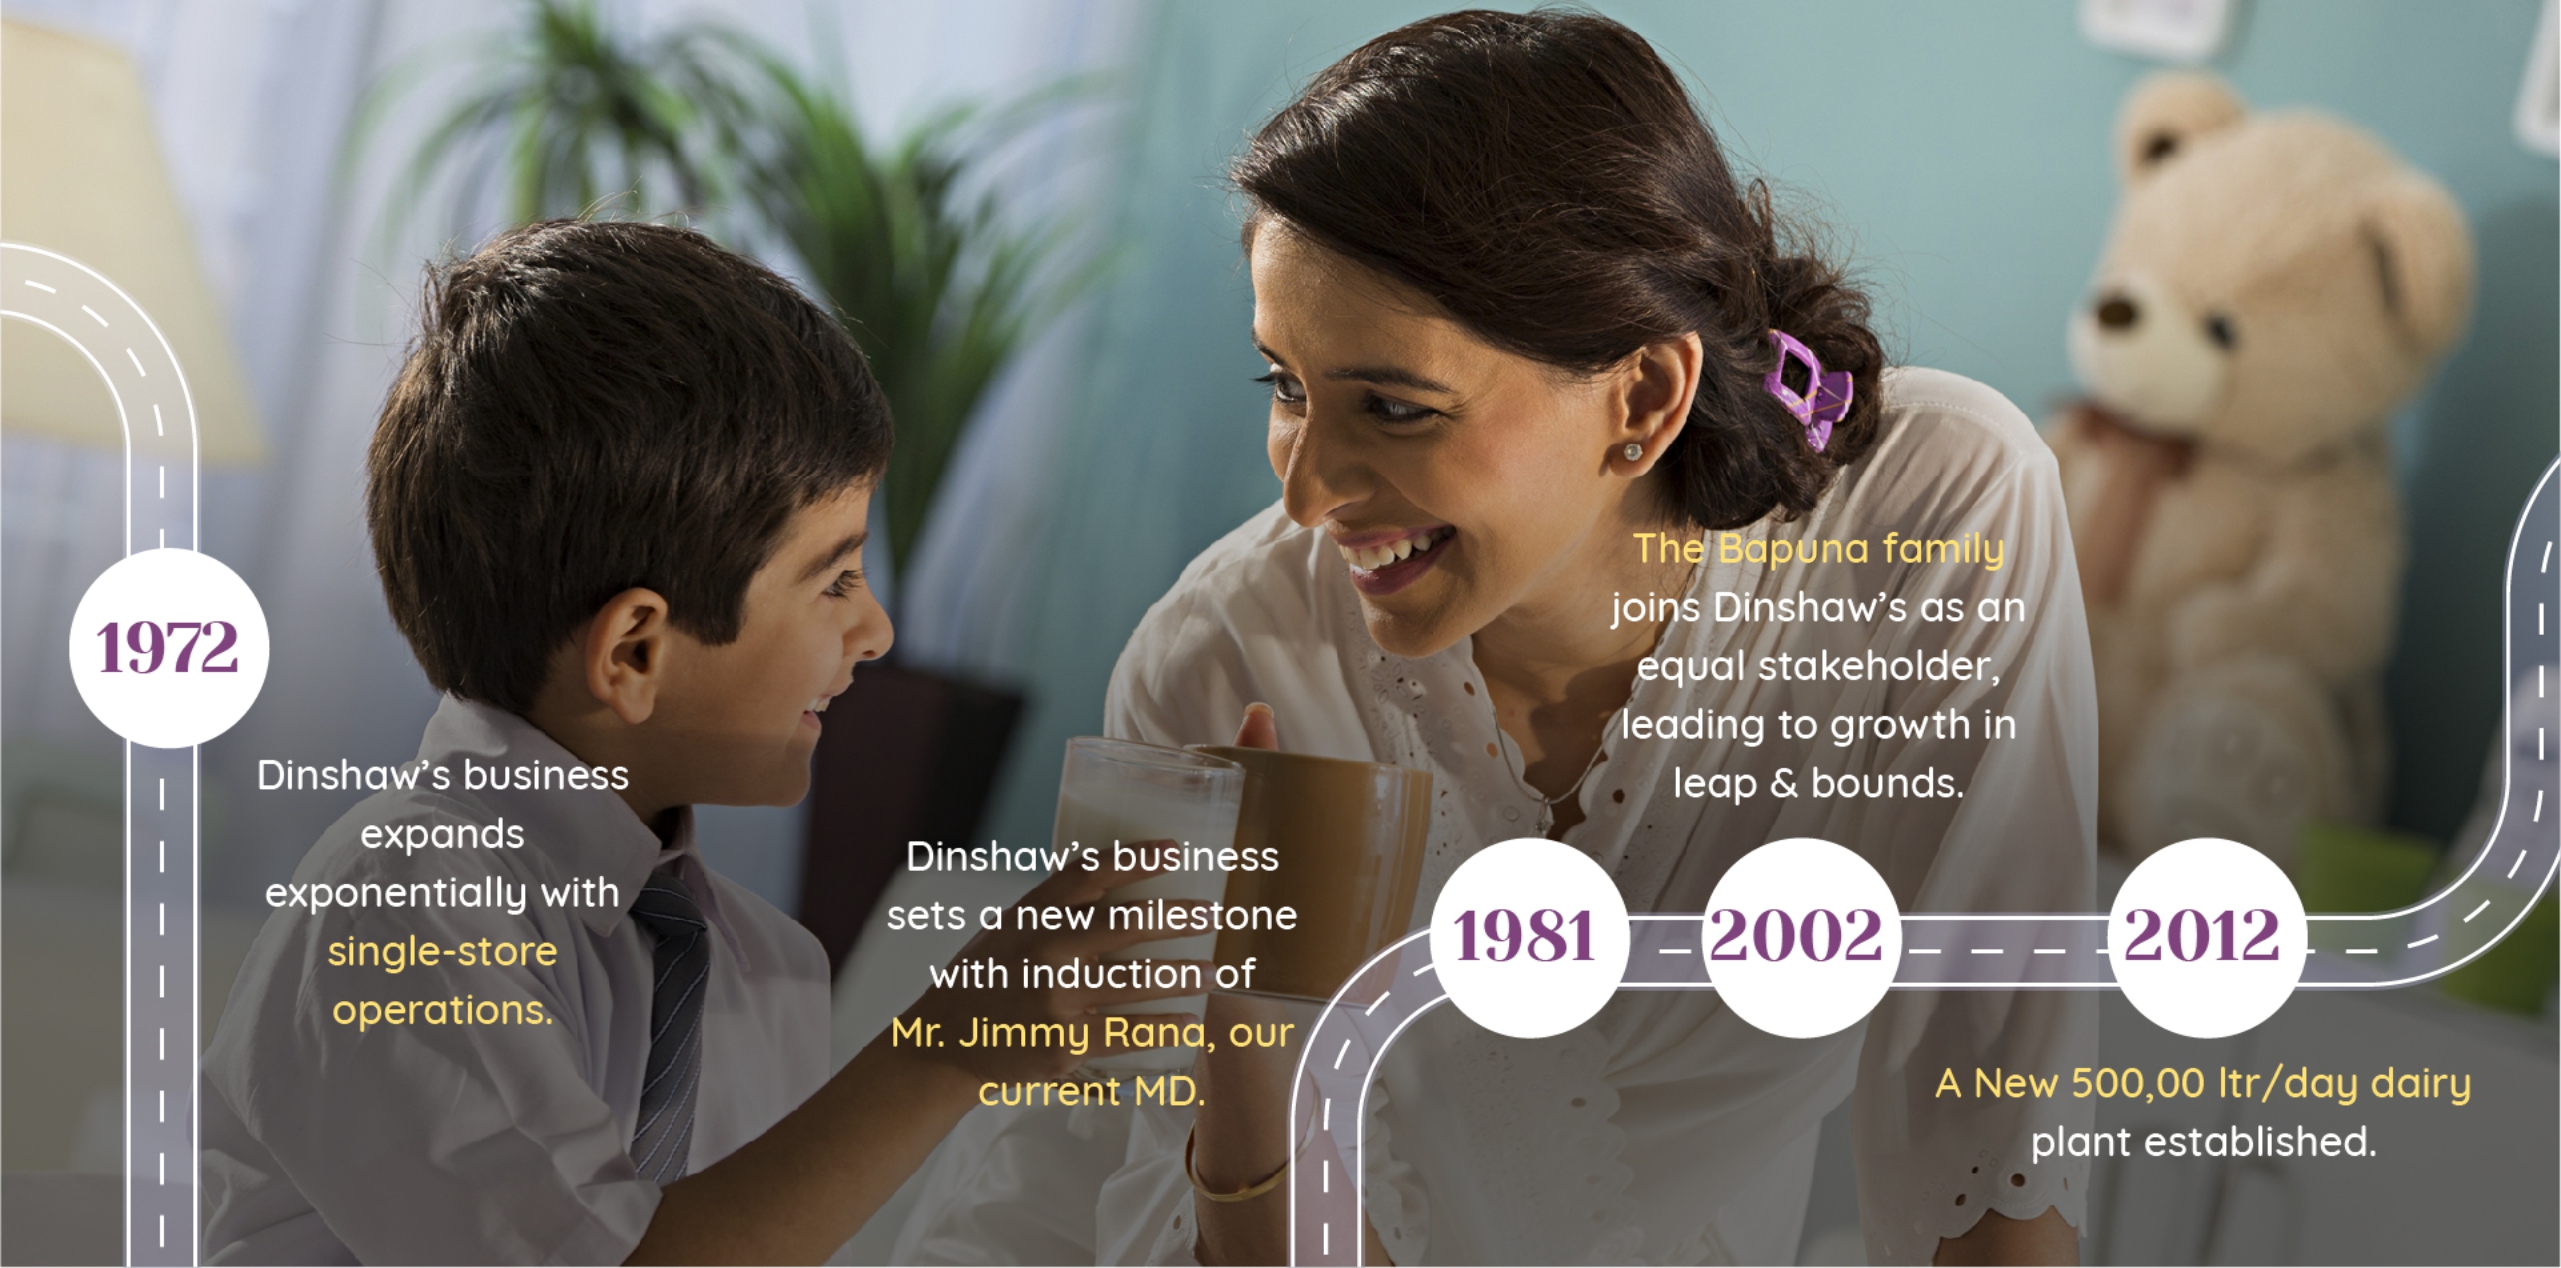 1972
Dinshaw’s business
expands
exponentially with
single-store
operations.
Dinshaw’s business
sets a new milestone
with induction of
Mr. Jimmy Rana, our
current MD.
1981
The Bapuna family
joins Dinshaw’s as an
equal stakeholder,
leading to growth in
leap & bounds.
2002
2012
A New 500,00 ltr/day dairy
plant established.